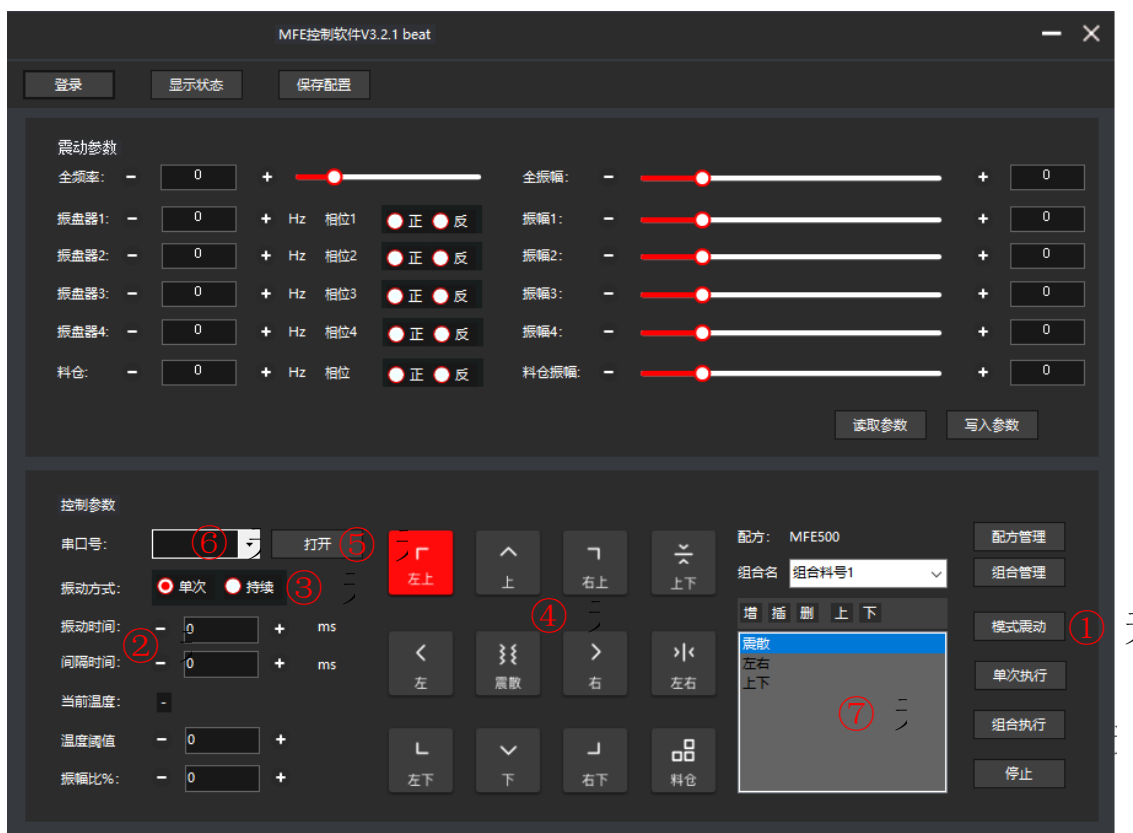 MFE控制软件V3.2.1 beat
登录 显示状态 保存配置
震动参数
全频率: - 0 + 全振幅: - + 0
振盘器1: - 0 + Hz 相位1 正 反 振幅1: - + 0
振盘器2: - 0 + Hz 相位2 正 反 振幅2: - + 0
振盘器3: - 0 + Hz 相位3 正 反 振幅3: - + 0
振盘器4: - 0 + Hz 相位4 正 反 振幅4: - + 0
料仓: - 0 + Hz 相位 正 反 料仓振幅: - + 0
读取参数 写入参数
控制参数
串口号: ⑥ 打开 ⑤
振动方式: 单次 持续 ③
振动时间: - 0 + ms
②
间隔时间: - 0 + ms
当前温度: -
温度阈值 - 0 +
振幅比%: - 0 +
左上 上 右上 上下
④
左 震散 右 左右
左下 下 右下 料仓
配方: MFE500
组合名 组合料号1
增 插 删 上 下
震散
左右
上下
⑦
配方管理
组合管理
模式震动 ①
单次执行
组合执行
停止